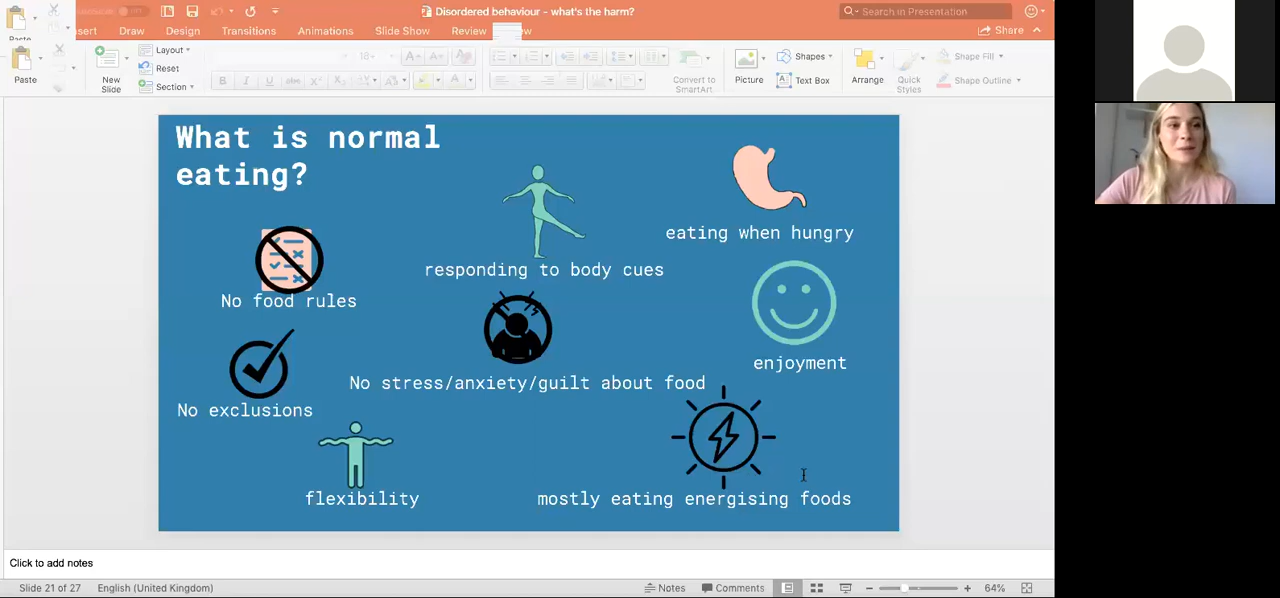 Disordered behaviour - what's the harm?
Search in Presentation
Draw
Design
Transitions
Animations
Slide Show
Review
Share
Paste
New
Slide
Layout
Reset
Section
B I U abc
Convert to
SmartArt
Picture
Shapes
Text Box
Arrange
Quick
Styles
Shape Fill
Shape Outline
What is normal
eating?
eating when hungry
responding to body cues
No food rules
enjoyment
No stress/anxiety/guilt about food
No exclusions
flexibility
mostly eating energising foods
Click to add notes
Slide 21 of 27
English (United Kingdom)
Notes
Comments
64%